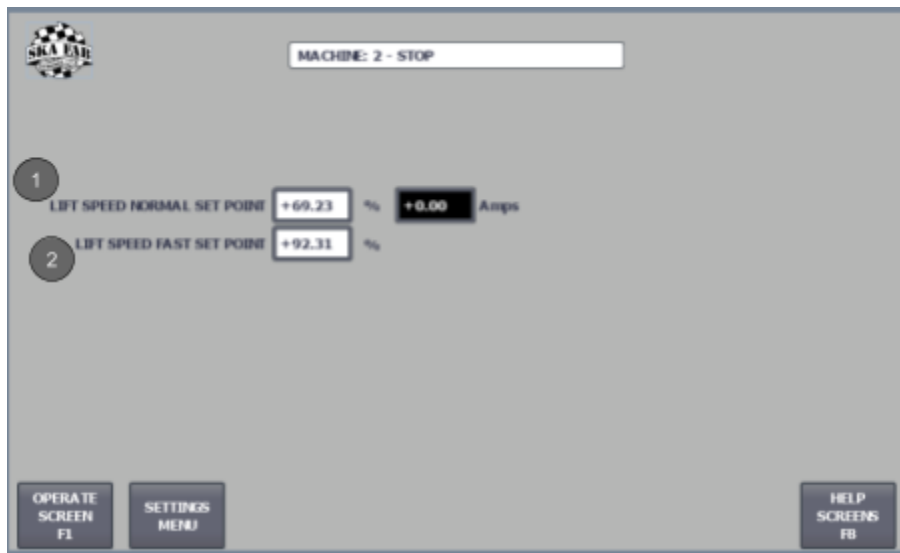 SKA FAB
MACHINE: 2 - STOP
1
LIFT SPEED NORMAL SET POINT +69.23 % +0.00 Amps
2
LIFT SPEED FAST SET POINT +92.31 %
OPERATE
SCREEN
F1
SETTINGS
MENU
HELP
SCREENS
F8